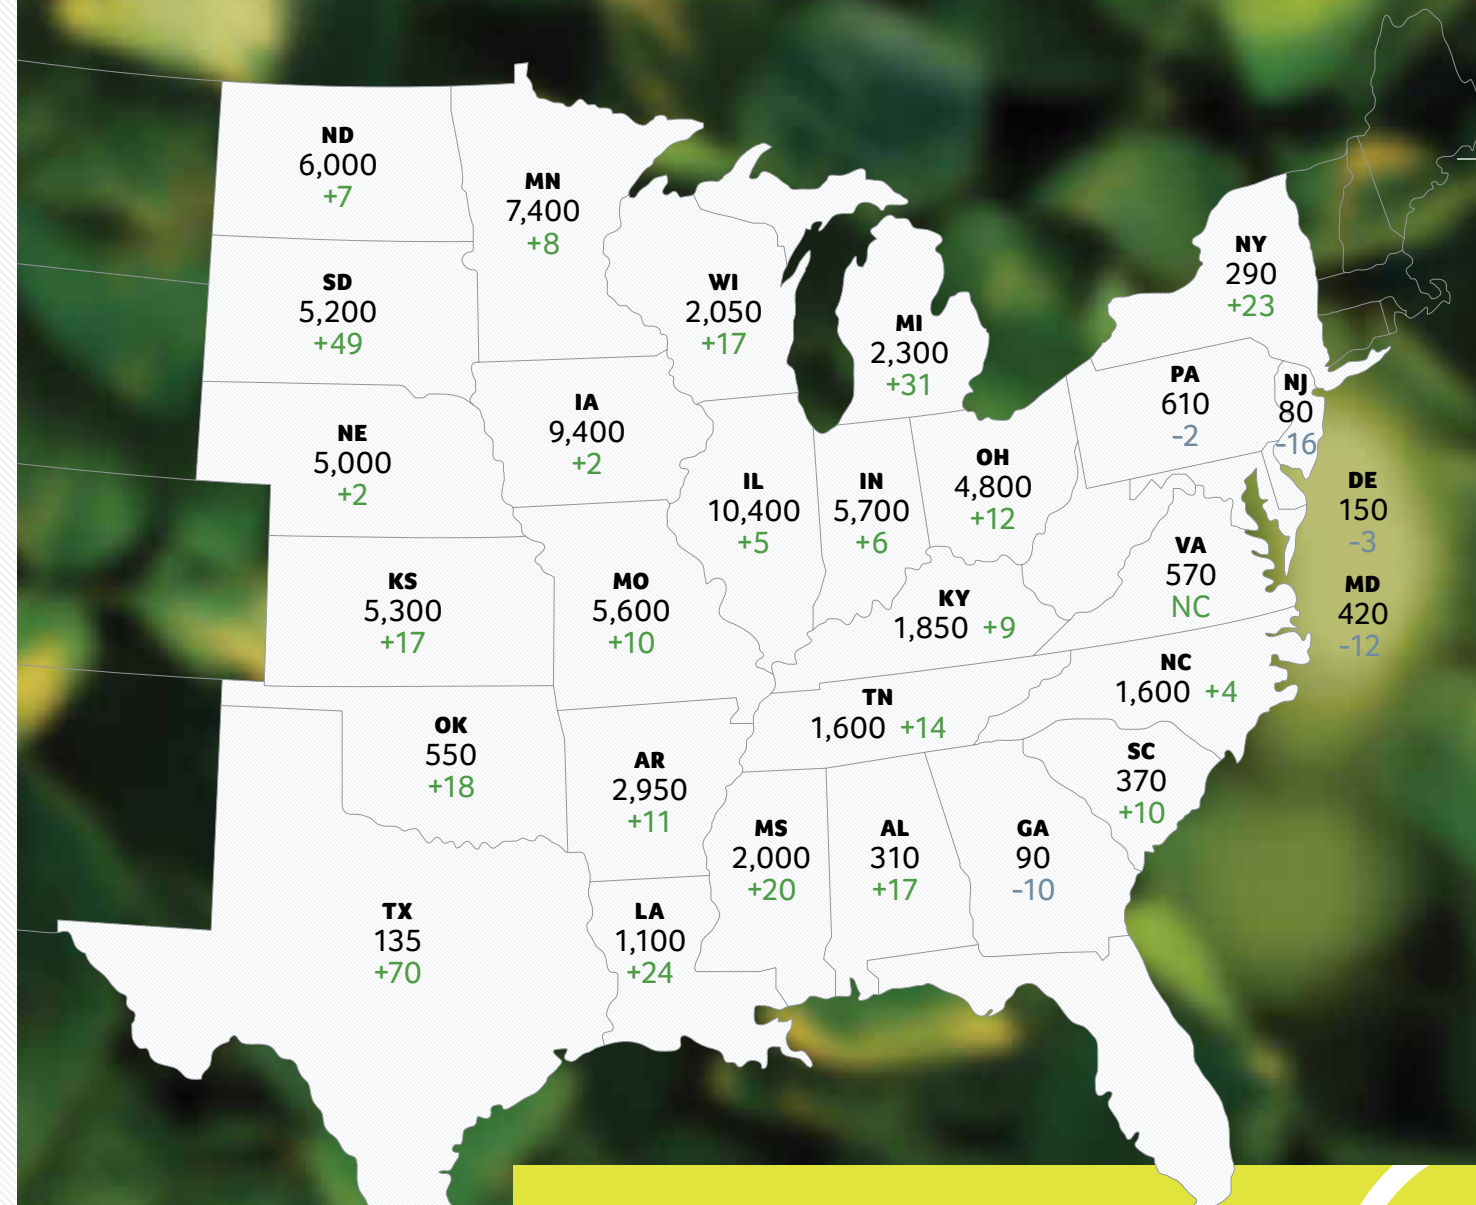 ND
6,000
+7
MN
7,400
+8
SD
5,200
+49
WI
2,050
+17
MI
2,300
+31
NY
290
+23
NE
5,000
+2
IA
9,400
+2
IL
10,400
+5
IN
5,700
+6
OH
4,800
+12
PA
610
-2
NJ
80
-16
DE
150
-3
MD
420
-12
KS
5,300
+17
MO
5,600
+10
KY
1,850 +9
VA
570
NC
NC
1,600 +4
TN
1,600 +14
OK
550
+18
AR
2,950
+11
SC
370
+10
MS
2,000
+20
AL
310
+17
GA
90
-10
TX
135
+70
LA
1,100
+24